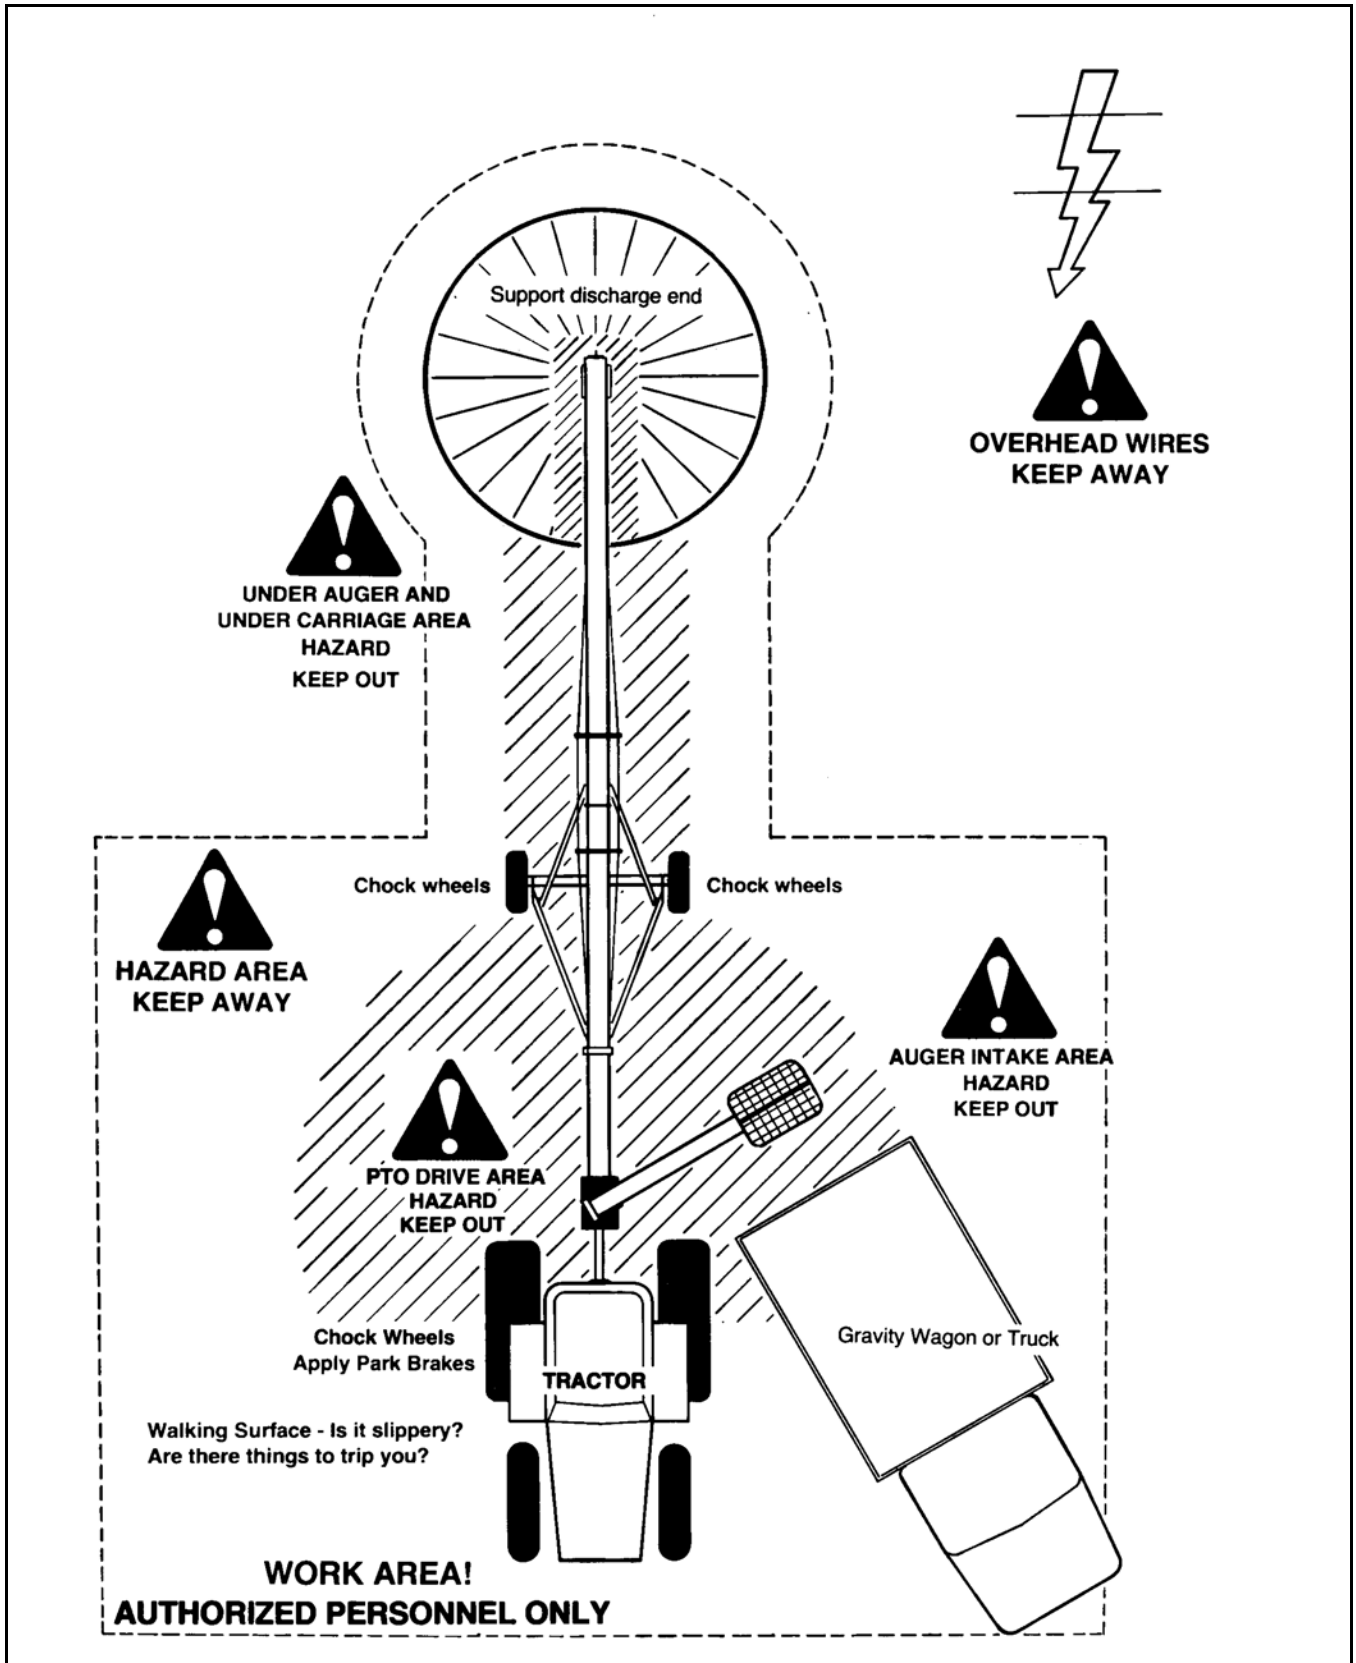 Support discharge end
OVERHEAD WIRES
KEEP AWAY
UNDER AUGER AND
UNDER CARRIAGE AREA
HAZARD
KEEP OUT
Chock wheels
Chock wheels
HAZARD AREA
KEEP AWAY
AUGER INTAKE AREA
HAZARD
KEEP OUT
PTO DRIVE AREA
HAZARD
KEEP OUT
Chock Wheels
Apply Park Brakes
TRACTOR
Gravity Wagon or Truck
Walking Surface - Is it slippery?
Are there things to trip you?
WORK AREA!
AUTHORIZED PERSONNEL ONLY